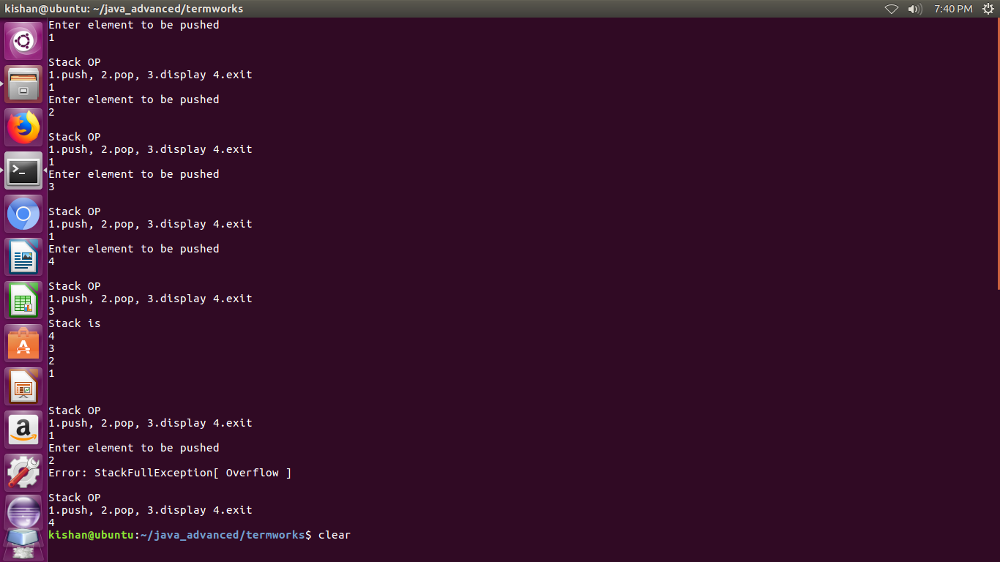 kishan@ubuntu: ~/java_advanced/termworks
7:40 PM
Enter element to be pushed
1
Stack OP
1.push, 2.pop, 3.display 4.exit
1
Enter element to be pushed
2
Stack OP
1.push, 2.pop, 3.display 4.exit
1
Enter element to be pushed
3
Stack OP
1.push, 2.pop, 3.display 4.exit
1
Enter element to be pushed
4
Stack OP
1.push, 2.pop, 3.display 4.exit
3
Stack is
4
3
2
1
Stack OP
1.push, 2.pop, 3.display 4.exit
1
Enter element to be pushed
2
Error: StackFullException[ Overflow ]
Stack OP
1.push, 2.pop, 3.display 4.exit
4
kishan@ubuntu:~/java_advanced/termworks$ clear